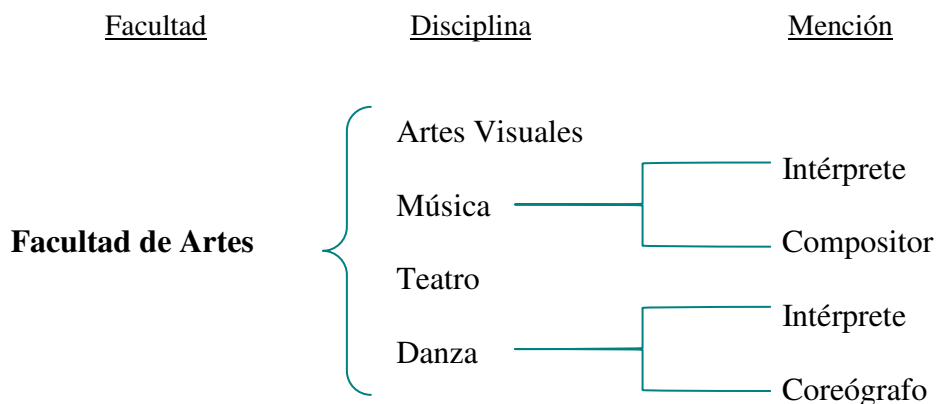 Facultad Disciplina Mención
Artes Visuales
Intérprete
Música
Facultad de Artes
Compositor
Teatro
Intérprete
Danza
Coreógrafo